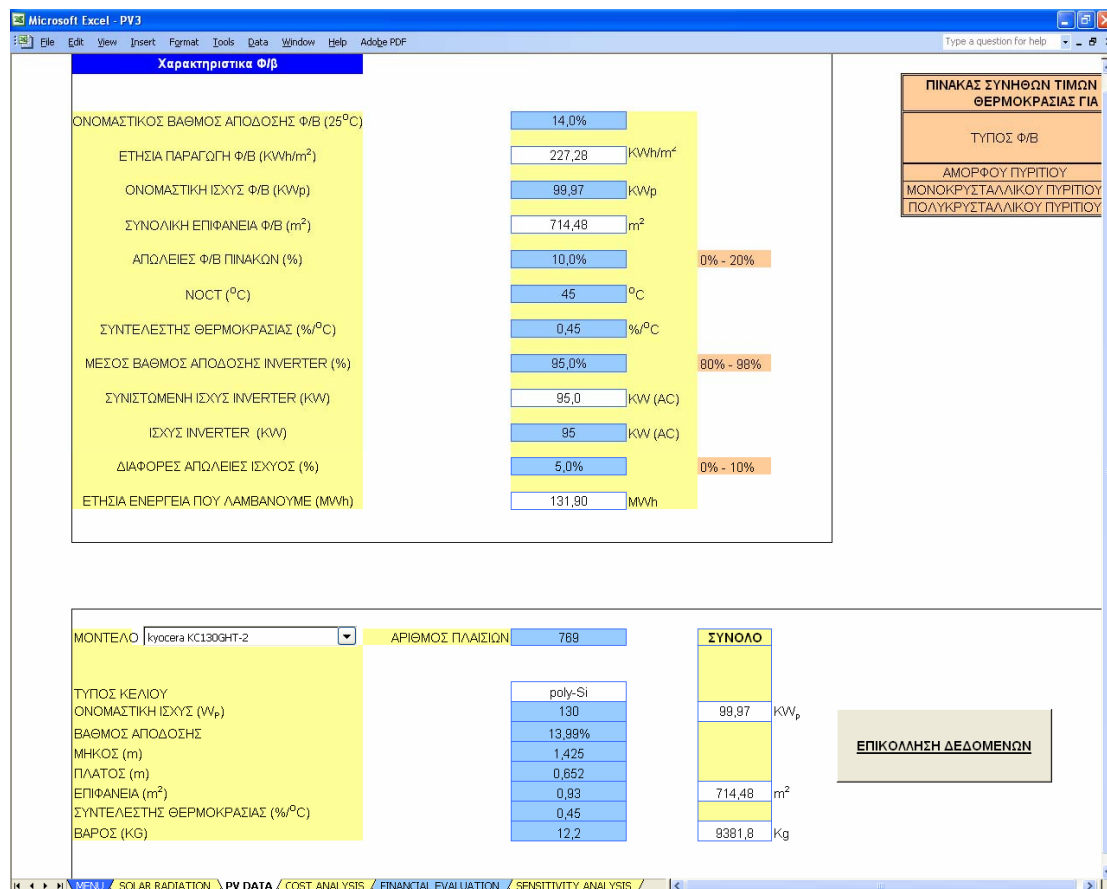 Microsoft Excel - PV3
File Edit View Insert Format Tools Data Window Help Adobe PDF Type a question for help
Χαρακτηριστικα Φ/β
ΠΙΝΑΚΑΣ ΣΥΝΗΘΩΝ ΤΙΜΩΝ
ΘΕΡΜΟΚΡΑΣΙΑΣ ΓΙΑ
ΟΝΟΜΑΣΤΙΚΟΣ ΒΑΘΜΟΣ ΑΠΟΔΟΣΗΣ Φ/Β (25°C) 14,0%
ΤΥΠΟΣ Φ/Β
ΕΤΗΣΙΑ ΠΑΡΑΓΩΓΗ Φ/Β (KWh/m²) 227,28 KWh/m²
ΑΜΟΡΦΟΥ ΠΥΡΙΤΙΟΥ
ΟΝΟΜΑΣΤΙΚΗ ΙΣΧΥΣ Φ/Β (KWp) 99,97 KWp
ΜΟΝΟΚΡΥΣΤΑΛΛΙΚΟΥ ΠΥΡΙΤΙΟΥ
ΠΟΛΥΚΡΥΣΤΑΛΛΙΚΟΥ ΠΥΡΙΤΙΟΥ
ΣΥΝΟΛΙΚΗ ΕΠΙΦΑΝΕΙΑ Φ/Β (m²) 714,48 m²
ΑΠΩΛΕΙΕΣ Φ/Β ΠΙΝΑΚΩΝ (%) 10,0% 0% - 20%
NOCT (°C) 45 °C
ΣΥΝΤΕΛΕΣΤΗΣ ΘΕΡΜΟΚΡΑΣΙΑΣ (%/°C) 0,45 %/°C
ΜΕΣΟΣ ΒΑΘΜΟΣ ΑΠΟΔΟΣΗΣ INVERTER (%) 95,0% 80% - 98%
ΣΥΝΙΣΤΩΜΕΝΗ ΙΣΧΥΣ INVERTER (KW) 95,0 KW (AC)
ΙΣΧΥΣ INVERTER (KW) 95 KW (AC)
ΔΙΑΦΟΡΕΣ ΑΠΩΛΕΙΕΣ ΙΣΧΥΟΣ (%) 5,0% 0% - 10%
ΕΤΗΣΙΑ ΕΝΕΡΓΕΙΑ ΠΟΥ ΛΑΜΒΑΝΟΥΜΕ (MWh) 131,90 MWh
ΜΟΝΤΕΛΟ kyocera KC130GHT-2 ΑΡΙΘΜΟΣ ΠΛΑΙΣΙΩΝ 769 ΣΥΝΟΛΟ
ΤΥΠΟΣ ΚΕΛΙΟΥ poly-Si
ΟΝΟΜΑΣΤΙΚΗ ΙΣΧΥΣ (Wₚ) 130 99,97 KWₚ
ΒΑΘΜΟΣ ΑΠΟΔΟΣΗΣ 13,99%
ΕΠΙΚΟΛΛΗΣΗ ΔΕΔΟΜΕΝΩΝ
ΜΗΚΟΣ (m) 1,425
ΠΛΑΤΟΣ (m) 0,652
ΕΠΙΦΑΝΕΙΑ (m²) 0,93 714,48 m²
ΣΥΝΤΕΛΕΣΤΗΣ ΘΕΡΜΟΚΡΑΣΙΑΣ (%/°C) 0,45
ΒΑΡΟΣ (KG) 12,2 9381,8 Kg
MENU SOLAR RADIATION PV DATA COST ANALYSIS FINANCIAL EVALUATION SENSITIVITY ANALYSIS